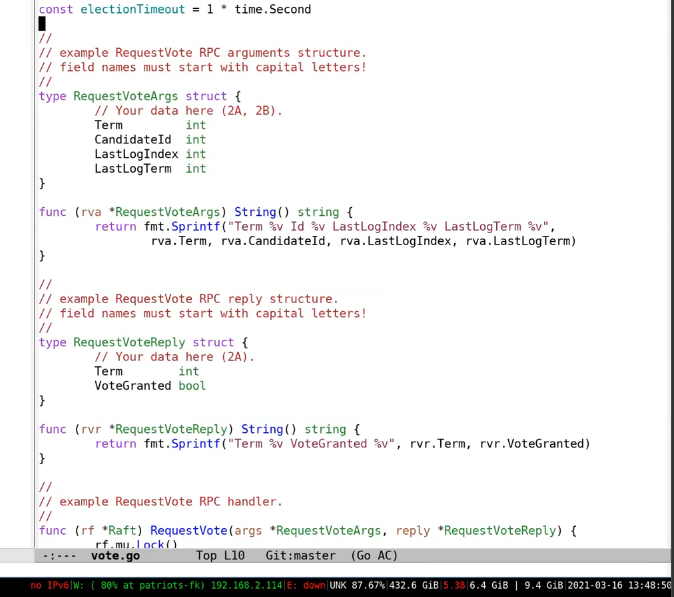 const electionTimeout = 1 * time.Second
//
// example RequestVote RPC arguments structure.
// field names must start with capital letters!
//
type RequestVoteArgs struct {
        // Your data here (2A, 2B).
        Term         int
        CandidateId  int
        LastLogIndex int
        LastLogTerm  int
}

func (rva *RequestVoteArgs) String() string {
        return fmt.Sprintf("Term %v Id %v LastLogIndex %v LastLogTerm %v",
                rva.Term, rva.CandidateId, rva.LastLogIndex, rva.LastLogTerm)
}

//
// example RequestVote RPC reply structure.
// field names must start with capital letters!
//
type RequestVoteReply struct {
        // Your data here (2A).
        Term        int
        VoteGranted bool
}

func (rvr *RequestVoteReply) String() string {
        return fmt.Sprintf("Term %v VoteGranted %v", rvr.Term, rvr.VoteGranted)
}

//
// example RequestVote RPC handler.
//
func (rf *Raft) RequestVote(args *RequestVoteArgs, reply *RequestVoteReply) {
        rf.mu.Lock()
-:---  vote.go        Top L10   Git:master  (Go AC)
no IPv6|W: ( 80% at patriots-fk) 192.168.2.114|E: down|UNK 87.67%|432.6 GiB|5.38|6.4 GiB | 9.4 GiB|2021-03-16 13:48:50